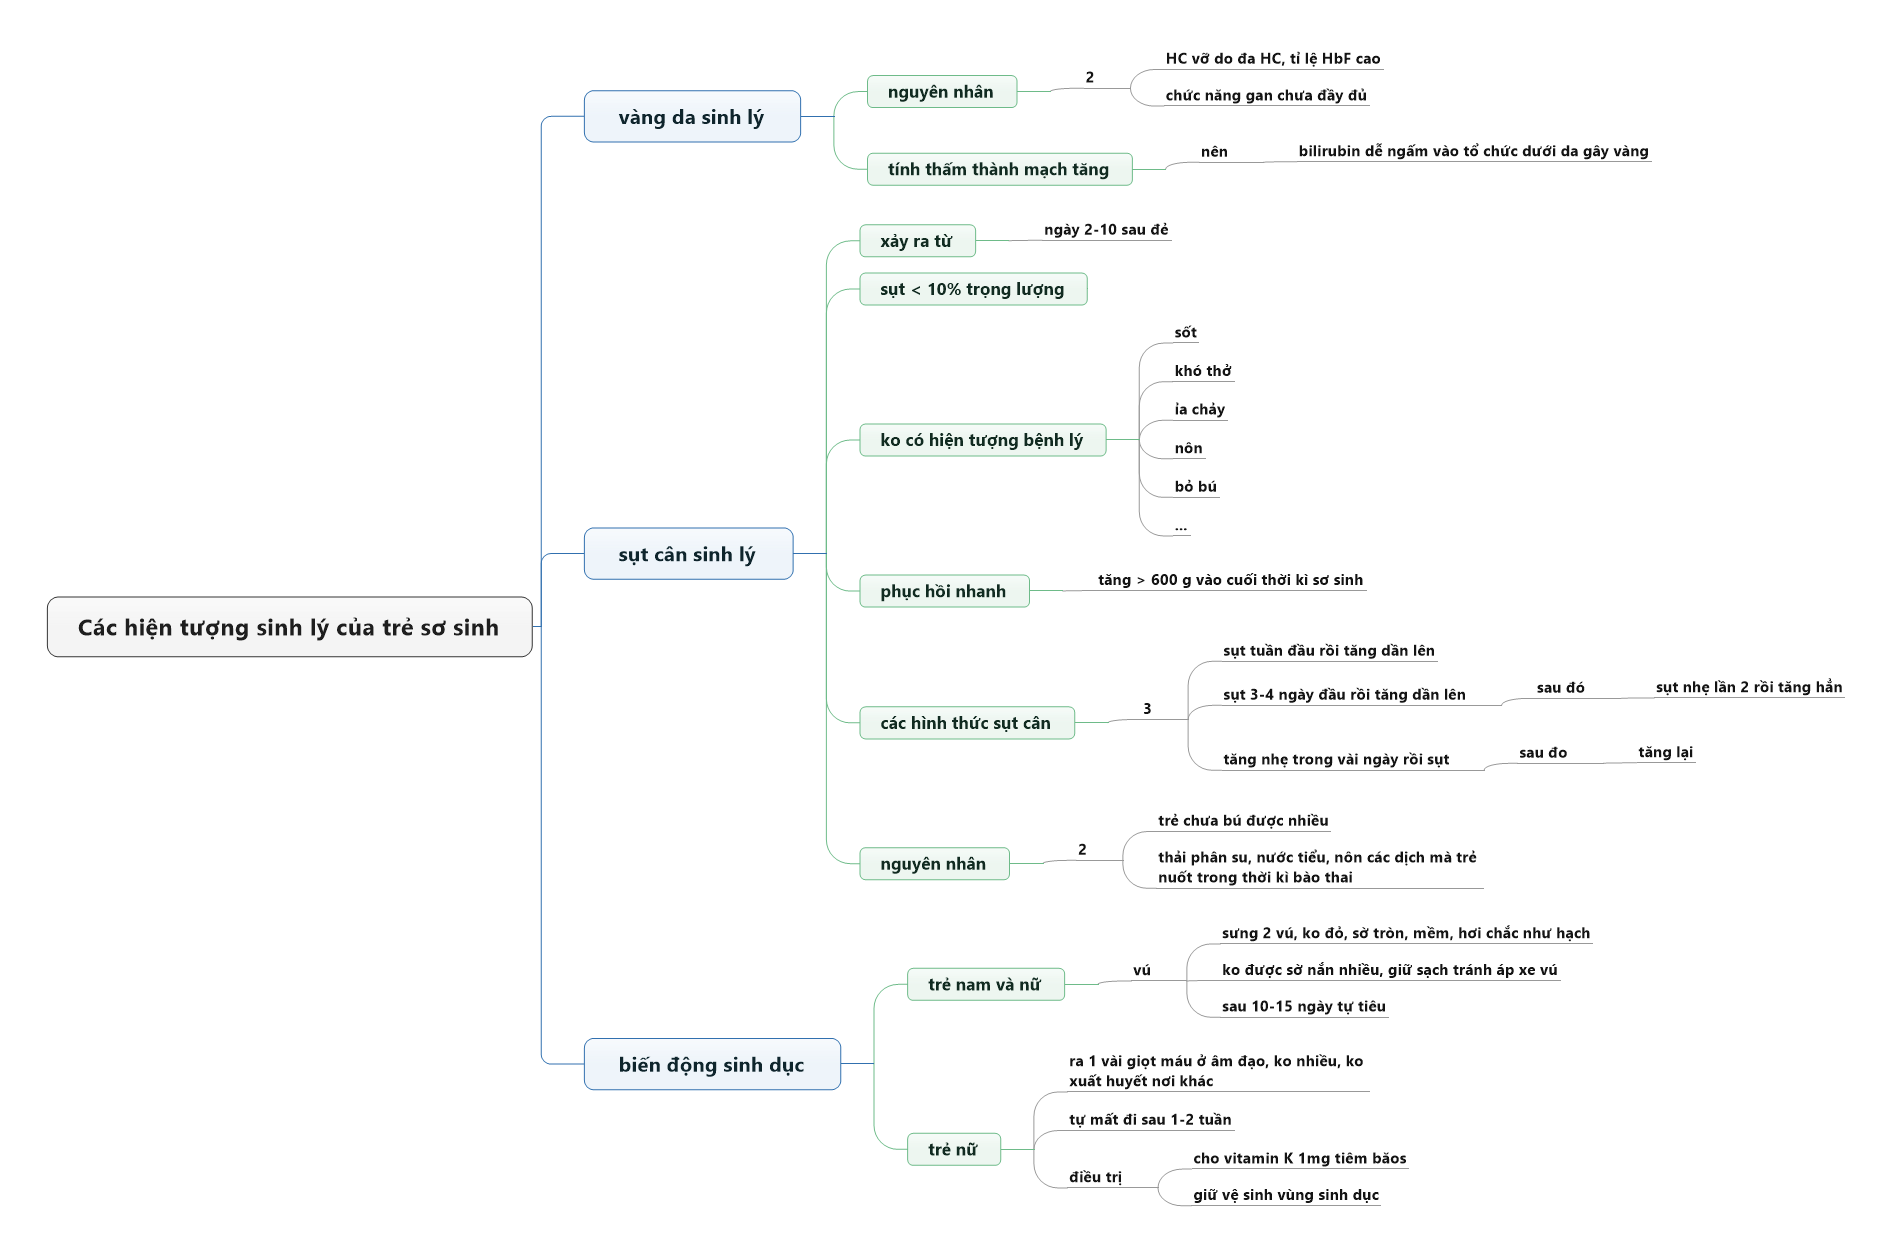 Các hiện tượng sinh lý của trẻ sơ sinh
vàng da sinh lý
nguyên nhân
2
HC vỡ do đa HC, tỉ lệ HbF cao
chức năng gan chưa đầy đủ
tính thấm thành mạch tăng
nên
bilirubin dễ ngấm vào tổ chức dưới da gây vàng
sụt cân sinh lý
xảy ra từ
ngày 2-10 sau đẻ
sụt < 10% trọng lượng
ko có hiện tượng bệnh lý
sốt
khó thở
ỉa chảy
nôn
bỏ bú
...
phục hồi nhanh
tăng > 600 g vào cuối thời kì sơ sinh
các hình thức sụt cân
3
sụt tuần đầu rồi tăng dần lên
sụt 3-4 ngày đầu rồi tăng dần lên
sau đó
sụt nhẹ lần 2 rồi tăng hẳn
tăng nhẹ trong vài ngày rồi sụt
sau đo
tăng lại
nguyên nhân
2
trẻ chưa bú được nhiều
thải phân su, nước tiểu, nôn các dịch mà trẻ
nuốt trong thời kì bào thai
biến động sinh dục
trẻ nam và nữ
vú
sưng 2 vú, ko đỏ, sờ tròn, mềm, hơi chắc như hạch
ko được sờ nắn nhiều, giữ sạch tránh áp xe vú
sau 10-15 ngày tự tiêu
trẻ nữ
ra 1 vài giọt máu ở âm đạo, ko nhiều, ko
xuất huyết nơi khác
tự mất đi sau 1-2 tuần
điều trị
cho vitamin K 1mg tiêm băos
giữ vệ sinh vùng sinh dục